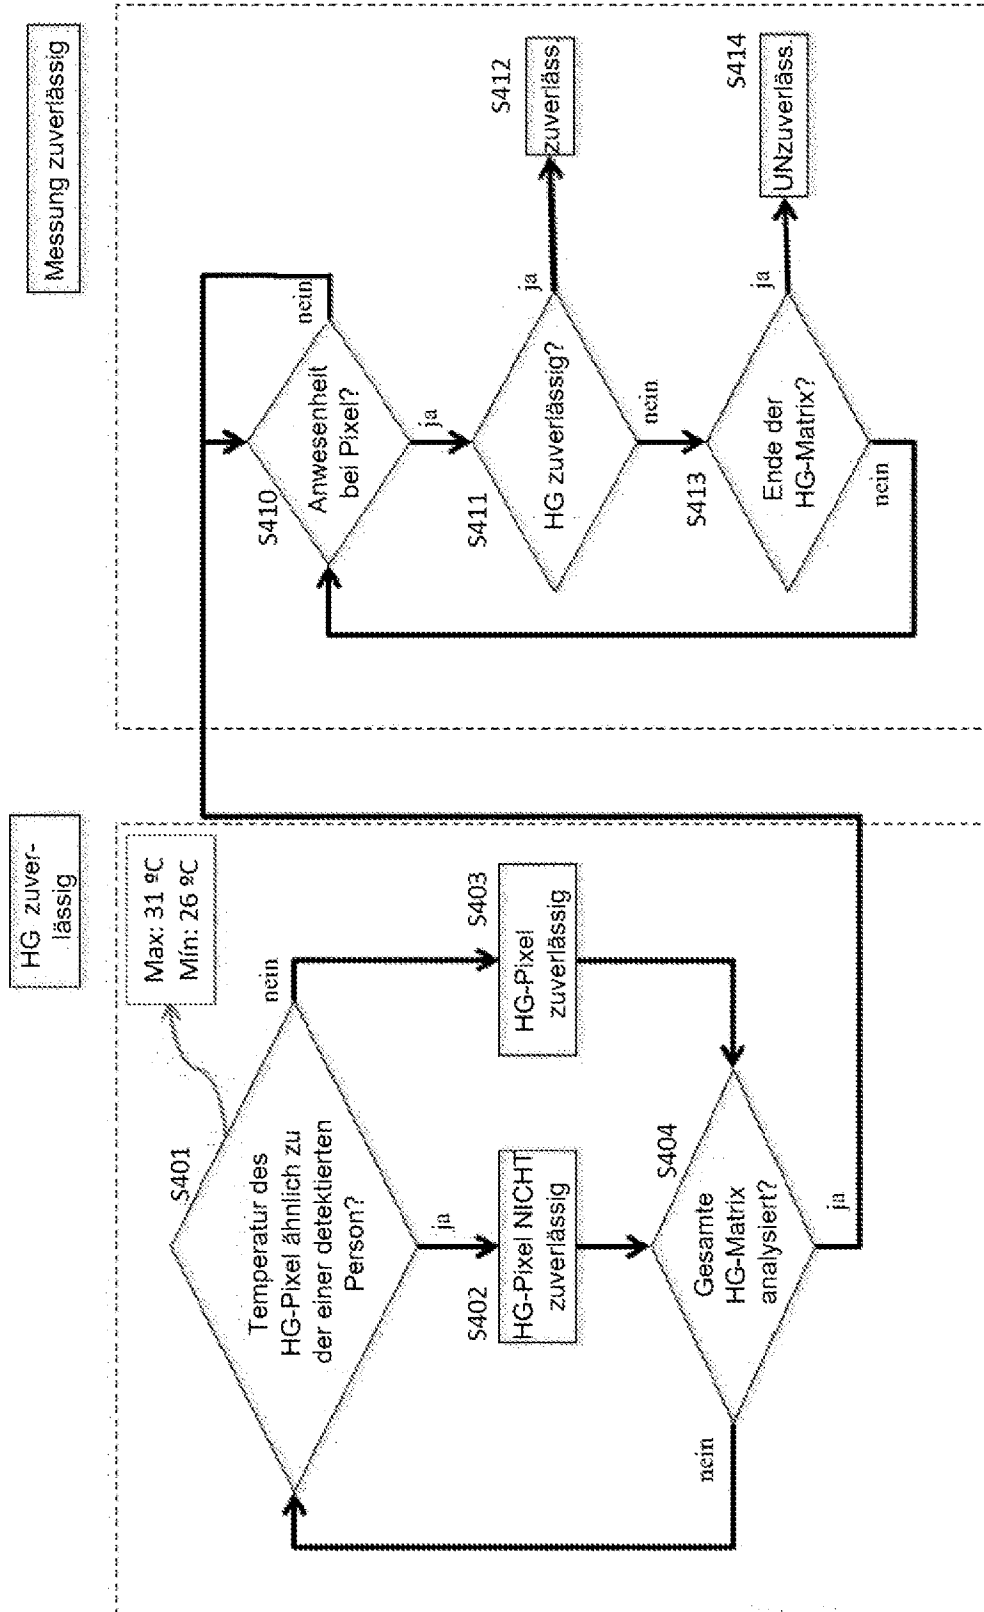 HG zuver-
lässig
Max: 31 ºC
Mín: 26 ºC
S401
Temperatur des
HG-Pixel ähnlich zu
der einer detektierten
Person?
nein
ja
S402
HG-Pixel NICHT
zuverlässig
S403
HG-Pixel
zuverlässig
S404
Gesamte
HG-Matrix
analysiert?
nein
ja
Messung zuverlässig
S410
Anwesenheit
bei Pixel?
nein
ja
S411
HG zuverlässig?
ja
nein
S412
zuverläss.
S413
Ende der
HG-Matrix?
ja
nein
S414
UNzuverläss.